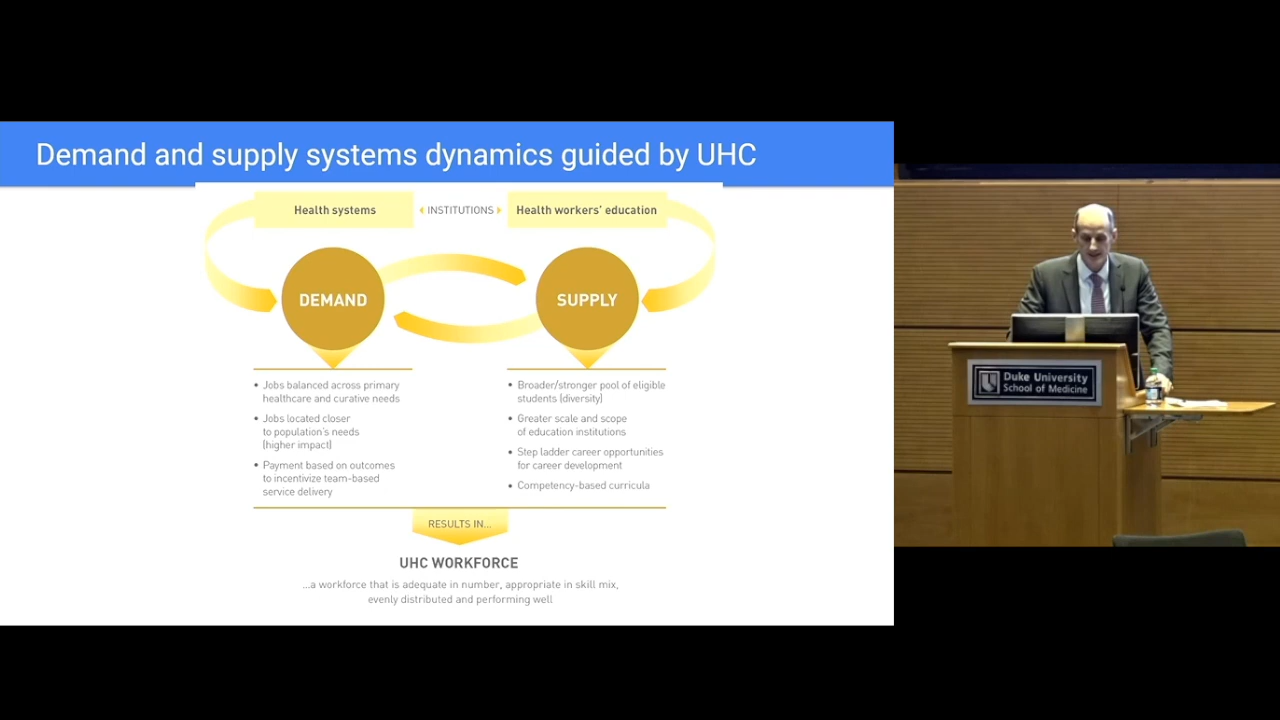 Demand and supply systems dynamics guided by UHC
Health systems
INSTITUTIONS
Health workers' education
DEMAND
SUPPLY
• Jobs balanced across primary
healthcare and curative needs
• Jobs located closer
to population's needs
(higher impact)
• Payment based on outcomes
to incentivize team-based
service delivery
• Broader/stronger pool of eligible
students (diversity)
• Greater scale and scope
of education institutions
• Step ladder career opportunities
for career development
• Competency-based curricula
RESULTS IN...
UHC WORKFORCE
...a workforce that is adequate in number, appropriate in skill mix,
evenly distributed and performing well
Duke University
School of Medicine